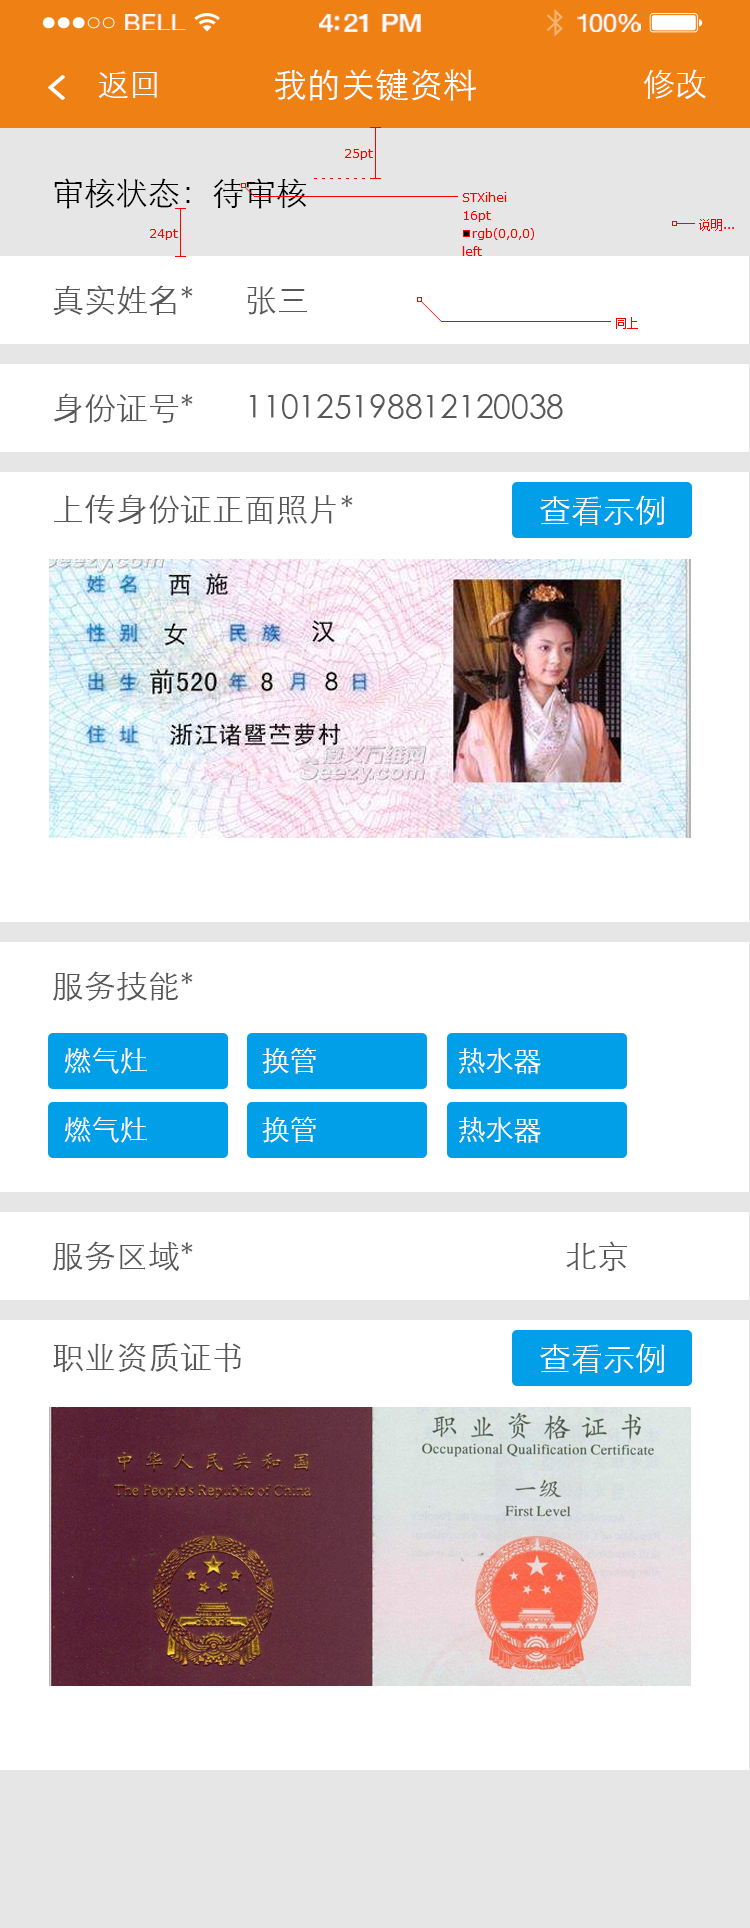 BELL 4:21 PM 100%
返回 我的关键资料 修改
25pt
审核状态：待审核
STXihei
16pt
rgb(0,0,0)
left
24pt
说明...
真实姓名* 张三
同上
身份证号* 110125198812120038
上传身份证正面照片* 查看示例
Seezy.com
姓名 西施
性别 女 民族 汉
出生 前520 年 8 月 8 日
住址 浙江诸暨苎萝村
遵义万维网
Seezy.com
服务技能*
燃气灶 换管 热水器
燃气灶 换管 热水器
服务区域* 北京
职业资质证书 查看示例
中华人民共和国
The People's Republic of China
职业资格证书
Occupational Qualification Certificate
一级
First Level